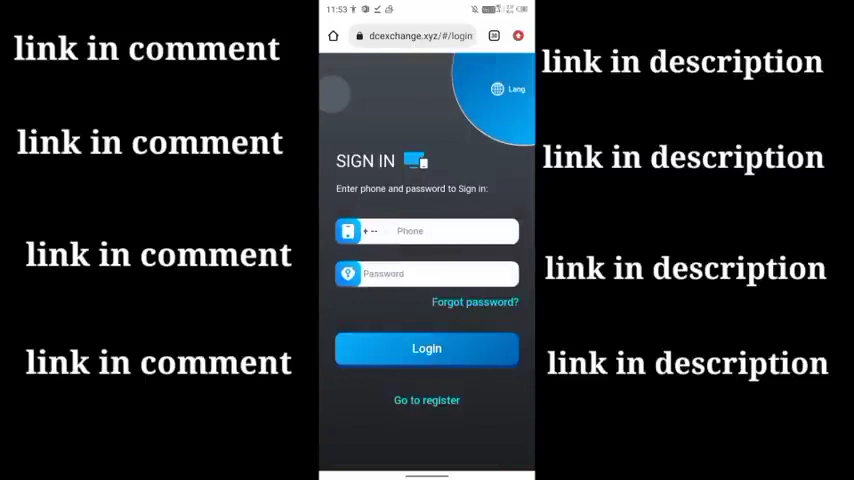 11:53
dcexchange.xyz/#/login
30
link in comment
link in description
Lang
link in comment
link in description
SIGN IN
Enter phone and password to Sign in:
+ -- Phone
link in comment
link in description
Password
Forgot password?
Login
link in comment
link in description
Go to register